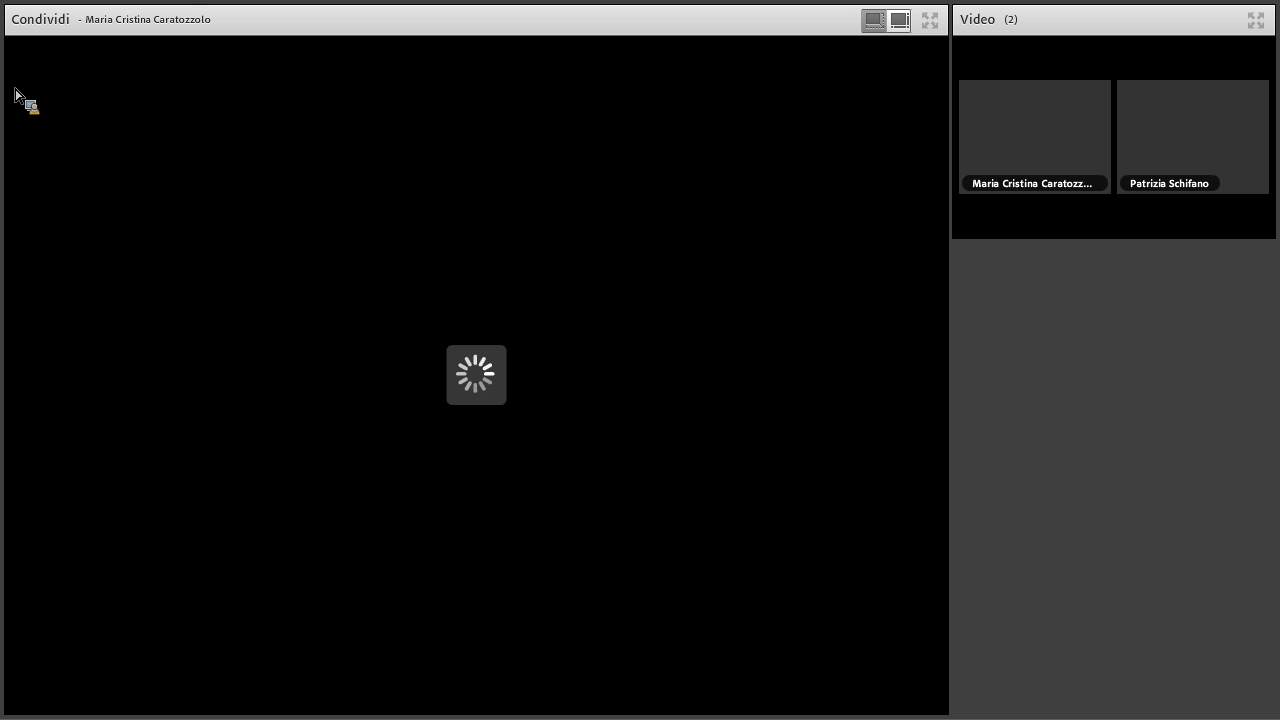 Condividi - Maria Cristina Caratozzolo
Video (2)
Maria Cristina Caratozz...
Patrizia Schifano